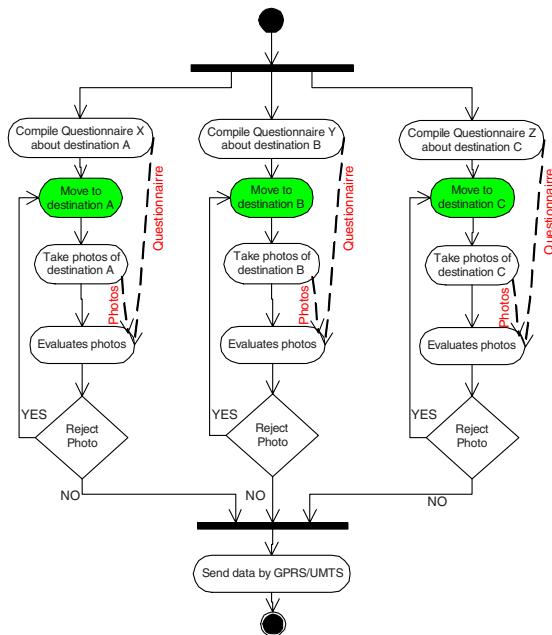 Compile Questionnaire X
about destination A
Compile Questionnaire Y
about destination B
Compile Questionnaire Z
about destination C
Move to
destination A
Questionnairre
Move to
destination B
Questionnairre
Move to
destination C
Questionnairre
Take photos of
destination A
Photos
Take photos of
destination B
Photos
Take photos of
destination C
Photos
Evaluates photos
Evaluates photos
Evaluates photos
YES
Reject
Photo
YES
Reject
Photo
YES
Reject
Photo
NO
NO
NO
Send data by GPRS/UMTS